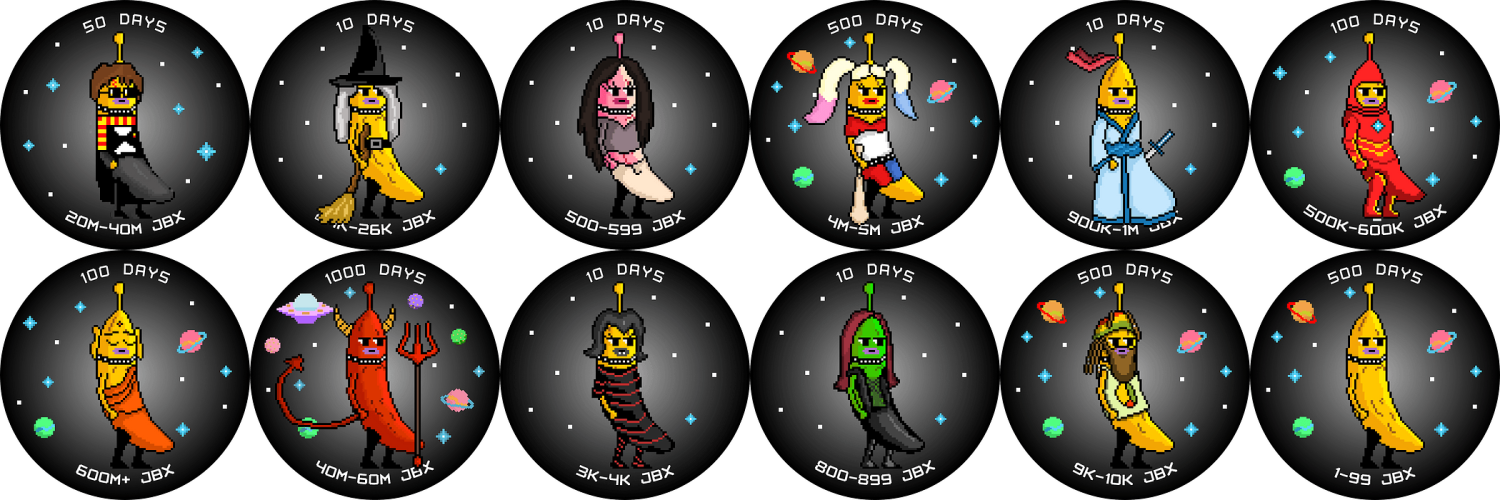 50 DAYS
20M-40M JBX
10 DAYS
K-26K JBX
10 DAYS
500-599 JBX
500 DAYS
4M-5M JBX
10 DAYS
900K-1M JBX
100 DAYS
500K-600K JBX
100 DAYS
600M+ JBX
1000 DAYS
40M-60M JBX
10 DAYS
3K-4K JBX
10 DAYS
800-899 JBX
500 DAYS
9K-10K JBX
500 DAYS
1-99 JBX